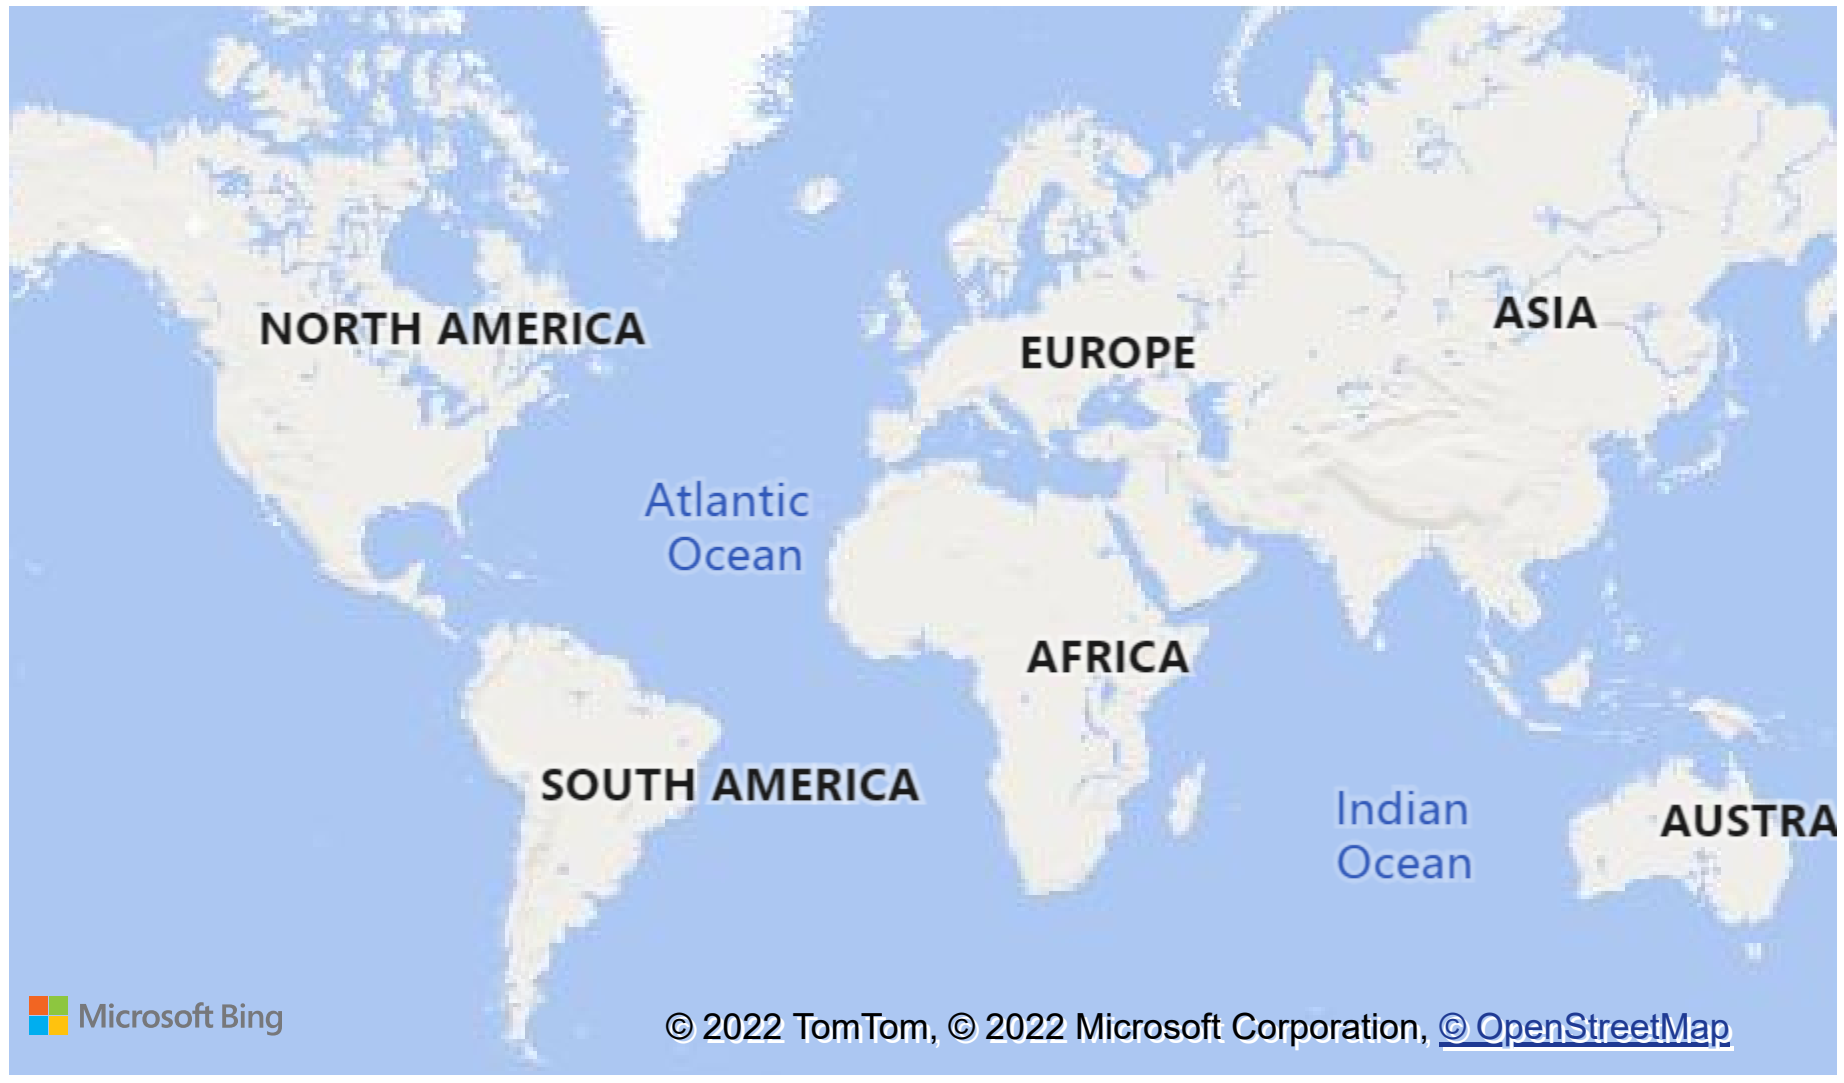 NORTH AMERICA
EUROPE
ASIA
Atlantic
Ocean
AFRICA
SOUTH AMERICA
Indian
Ocean
AUSTRA
Microsoft Bing
© 2022 TomTom, © 2022 Microsoft Corporation, © OpenStreetMap